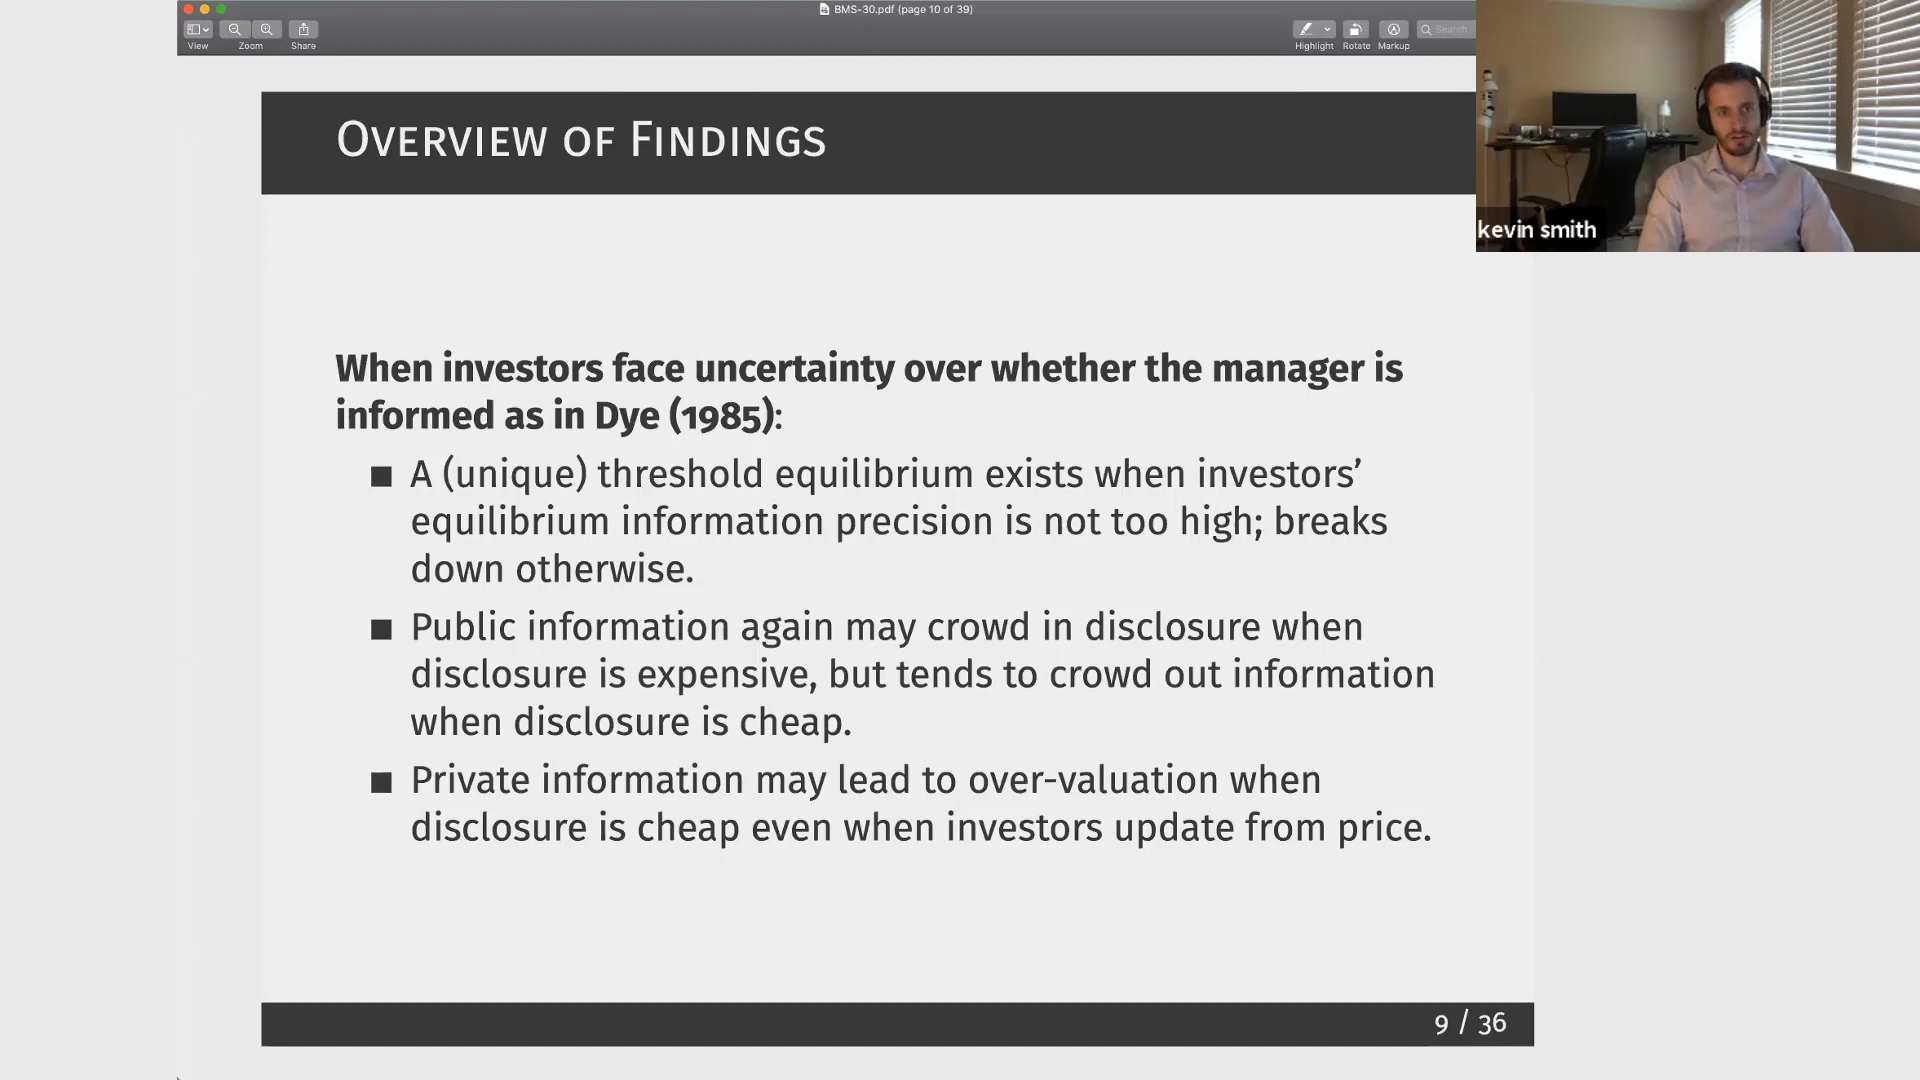 BMS-30.pdf (page 10 of 39)
View
Zoom
Share
Highlight
Rotate
Markup
Search
kevin smith
Overview of Findings
When investors face uncertainty over whether the manager is
informed as in Dye (1985):
■ A (unique) threshold equilibrium exists when investors’
equilibrium information precision is not too high; breaks
down otherwise.
■ Public information again may crowd in disclosure when
disclosure is expensive, but tends to crowd out information
when disclosure is cheap.
■ Private information may lead to over-valuation when
disclosure is cheap even when investors update from price.
9 / 36